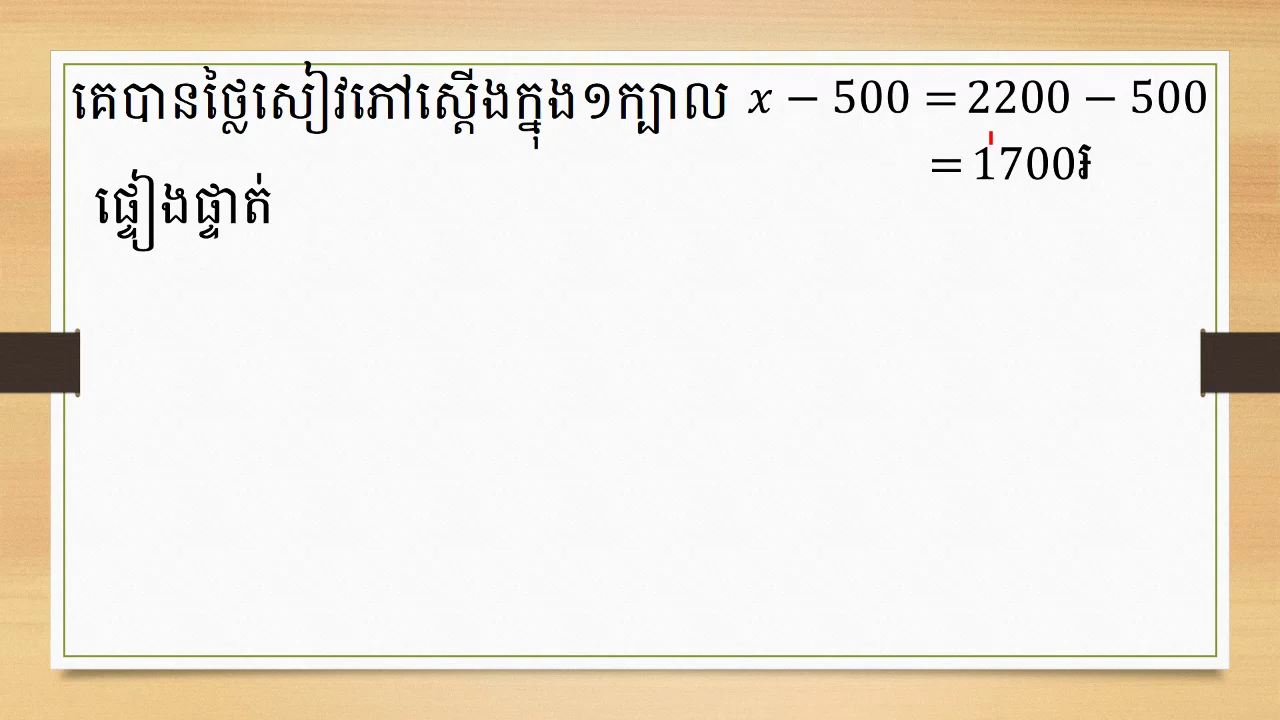 គេបានថ្លៃសៀវភៅស្តើងក្នុង១ក្បាល x − 500 = 2200 − 500
= 1700៛
ផ្ទៀងផ្ទាត់